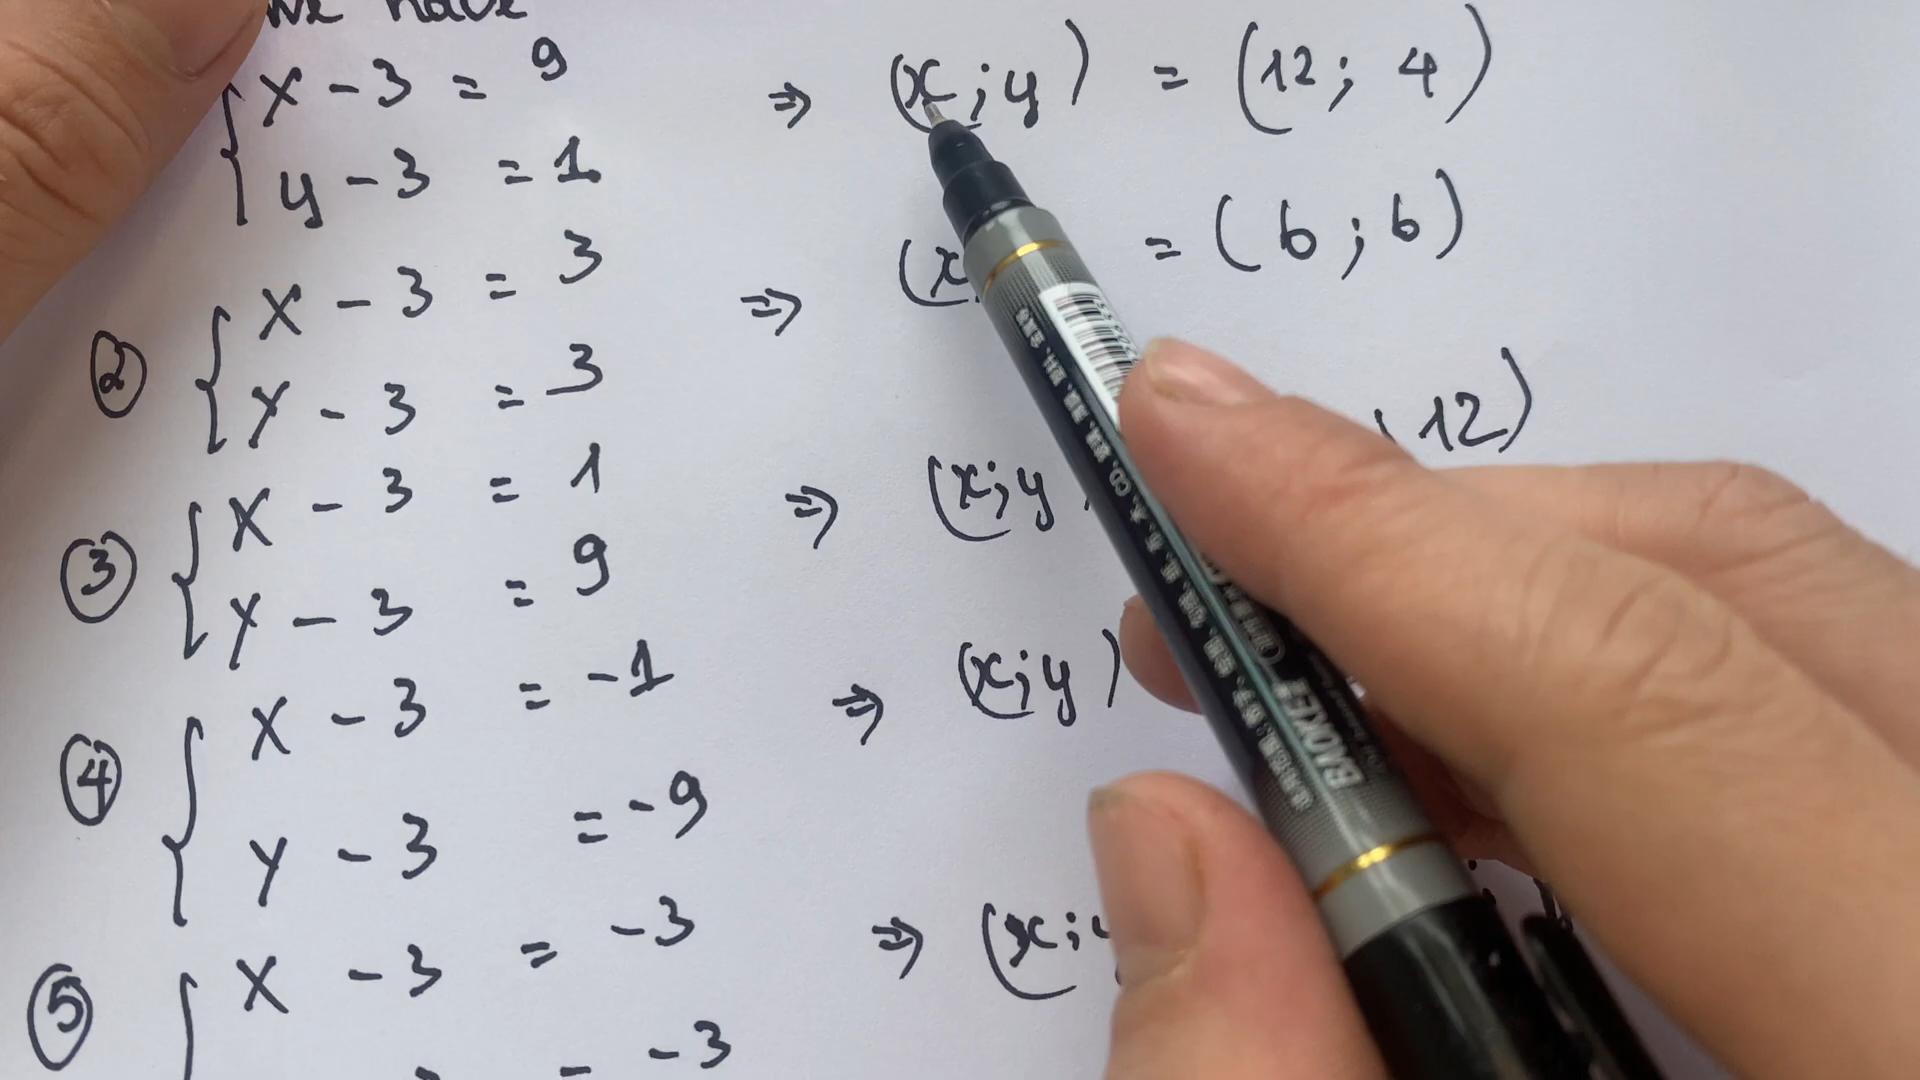 we have
x - 3 = 9 ⇒ (x; y) = (12; 4)
y - 3 = 1
② x - 3 = 3 ⇒ (x = (6; 6)
y - 3 = 3
③ x - 3 = 1 ⇒ (x; y ; 12)
y - 3 = 9
④ x - 3 = -1 ⇒ (x; y)
y - 3 = -9
⑤ x - 3 = -3 ⇒ (x;
= -3
BAOKE